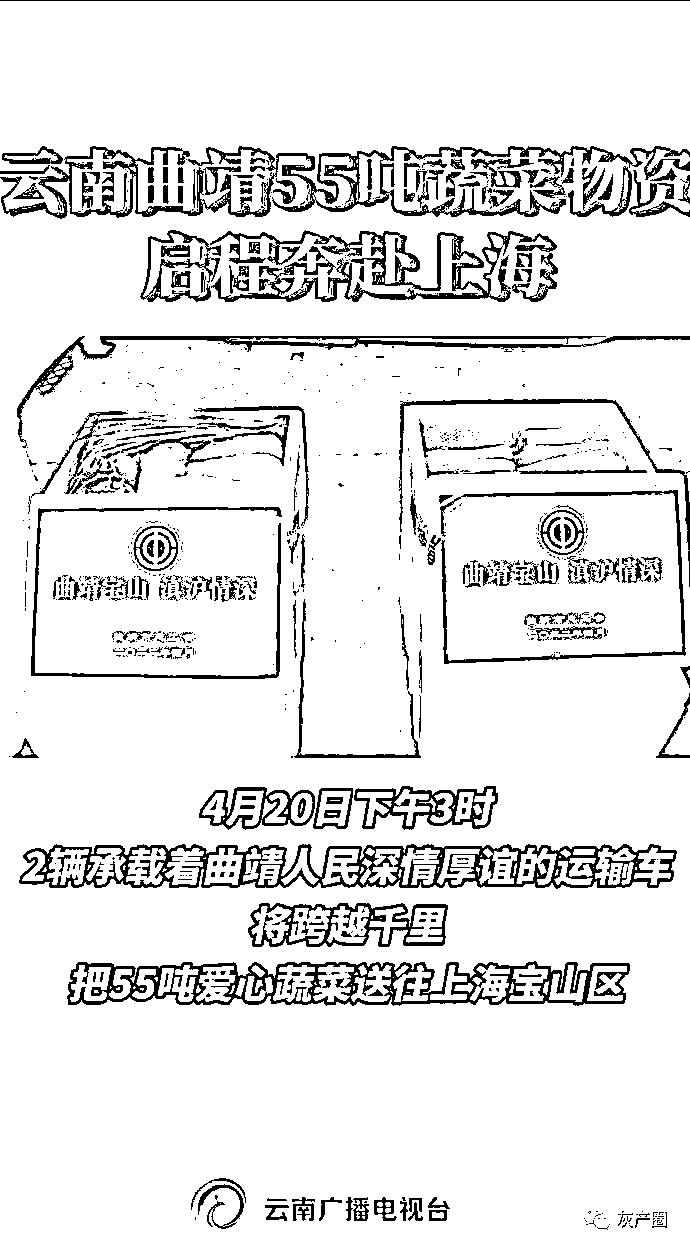 云南曲靖55吨蔬菜物资
启程奔赴上海
曲靖宝山 滇沪情深
曲靖宝山 滇沪情深
4月20日下午3时
2辆承载着曲靖人民深情厚谊的运输车
将跨越千里
把55吨爱心蔬菜送往上海宝山区
云南广播电视台
灰产圈